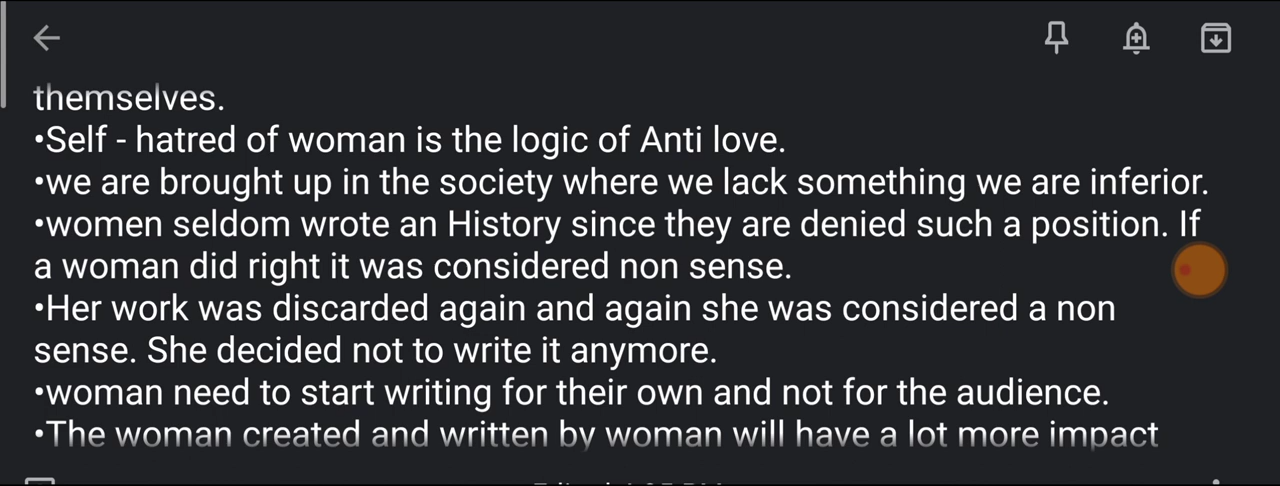 themselves.
•Self - hatred of woman is the logic of Anti love.
•we are brought up in the society where we lack something we are inferior.
•women seldom wrote an History since they are denied such a position. If
a woman did right it was considered non sense.
•Her work was discarded again and again she was considered a non
sense. She decided not to write it anymore.
•woman need to start writing for their own and not for the audience.
•The woman created and written by woman will have a lot more impact